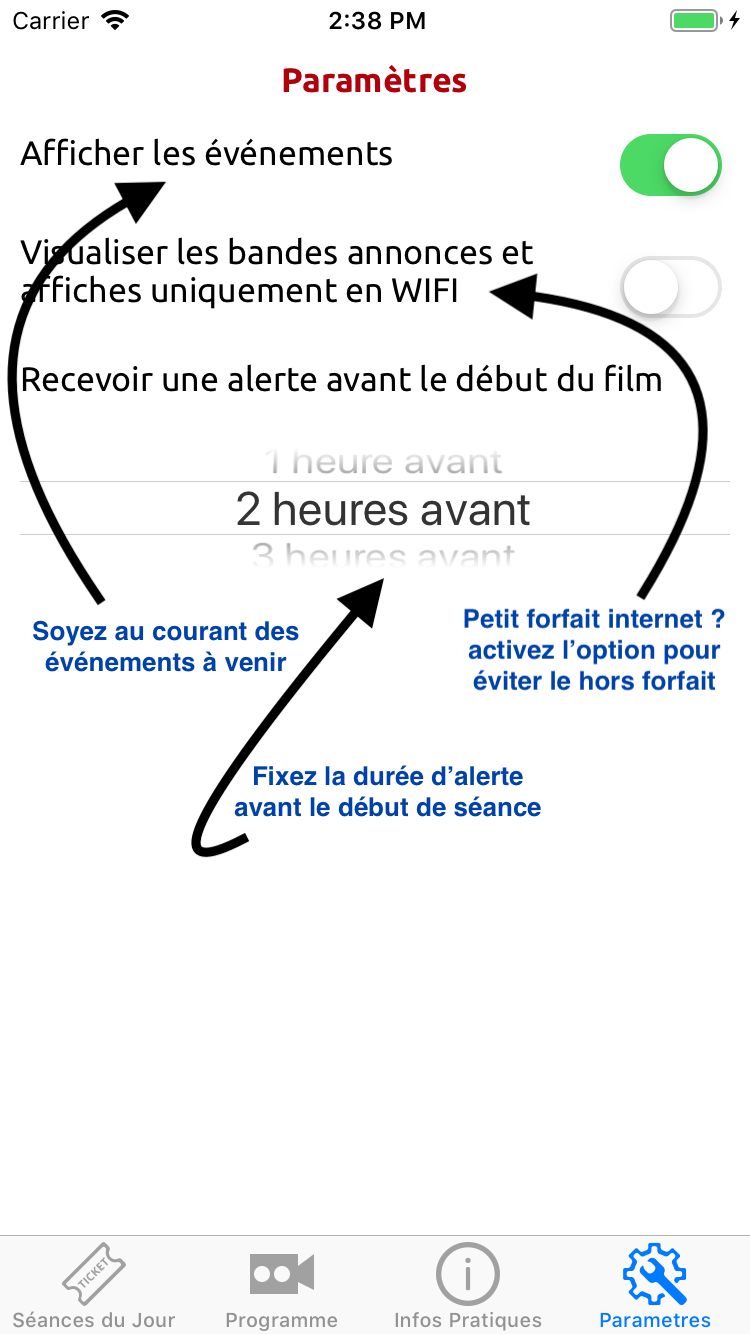 Carrier 2:38 PM
Paramètres
Afficher les événements
Visualiser les bandes annonces et
affiches uniquement en WIFI
Recevoir une alerte avant le début du film
1 heure avant
2 heures avant
3 heures avant
Soyez au courant des
événements à venir
Petit forfait internet ?
activez l’option pour
éviter le hors forfait
Fixez la durée d’alerte
avant le début de séance
TICKET
Séances du Jour Programme Infos Pratiques Parametres